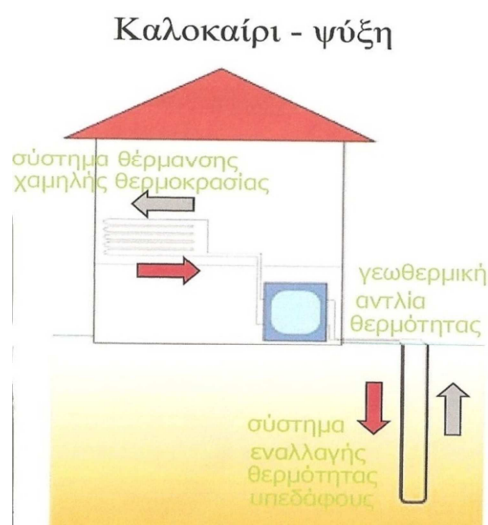 Καλοκαίρι - ψύξη
σύστημα θέρμανσης
χαμηλής θερμοκρασίας
γεωθερμική
αντλία
θερμότητας
σύστημα
εναλλαγής
θερμότητας
υπεδάφους